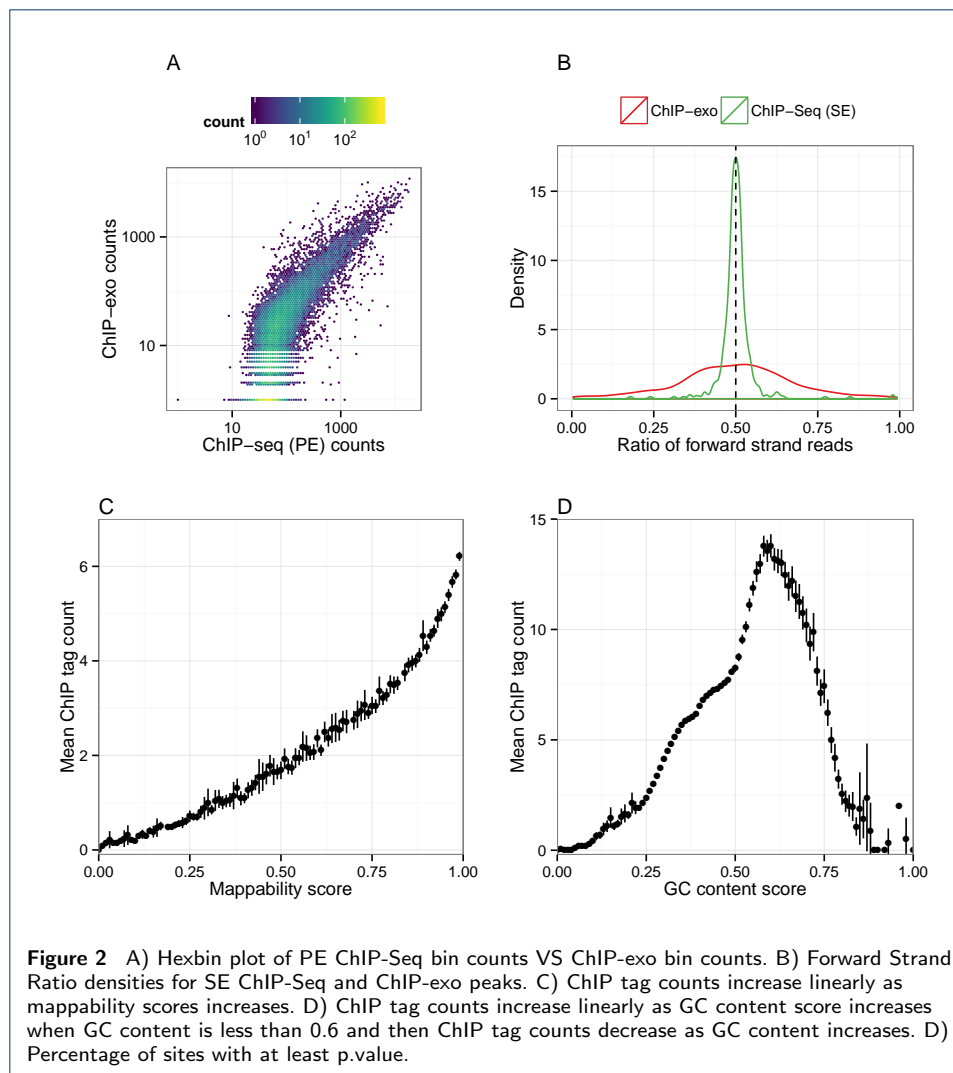 A
count
10^0 10^1 10^2
1000
10
ChIP−exo counts
10 1000
ChIP−seq (PE) counts
B
ChIP−exo ChIP−Seq (SE)
15
10
5
0
Density
0.00 0.25 0.50 0.75 1.00
Ratio of forward strand reads
C
6
4
2
0
Mean ChIP tag count
0.00 0.25 0.50 0.75 1.00
Mappability score
D
15
10
5
0
Mean ChIP tag count
0.00 0.25 0.50 0.75 1.00
GC content score
Figure 2 A) Hexbin plot of PE ChIP-Seq bin counts VS ChIP-exo bin counts. B) Forward Strand
Ratio densities for SE ChIP-Seq and ChIP-exo peaks. C) ChIP tag counts increase linearly as
mappability scores increases. D) ChIP tag counts increase linearly as GC content score increases
when GC content is less than 0.6 and then ChIP tag counts decrease as GC content increases. D)
Percentage of sites with at least p.value.